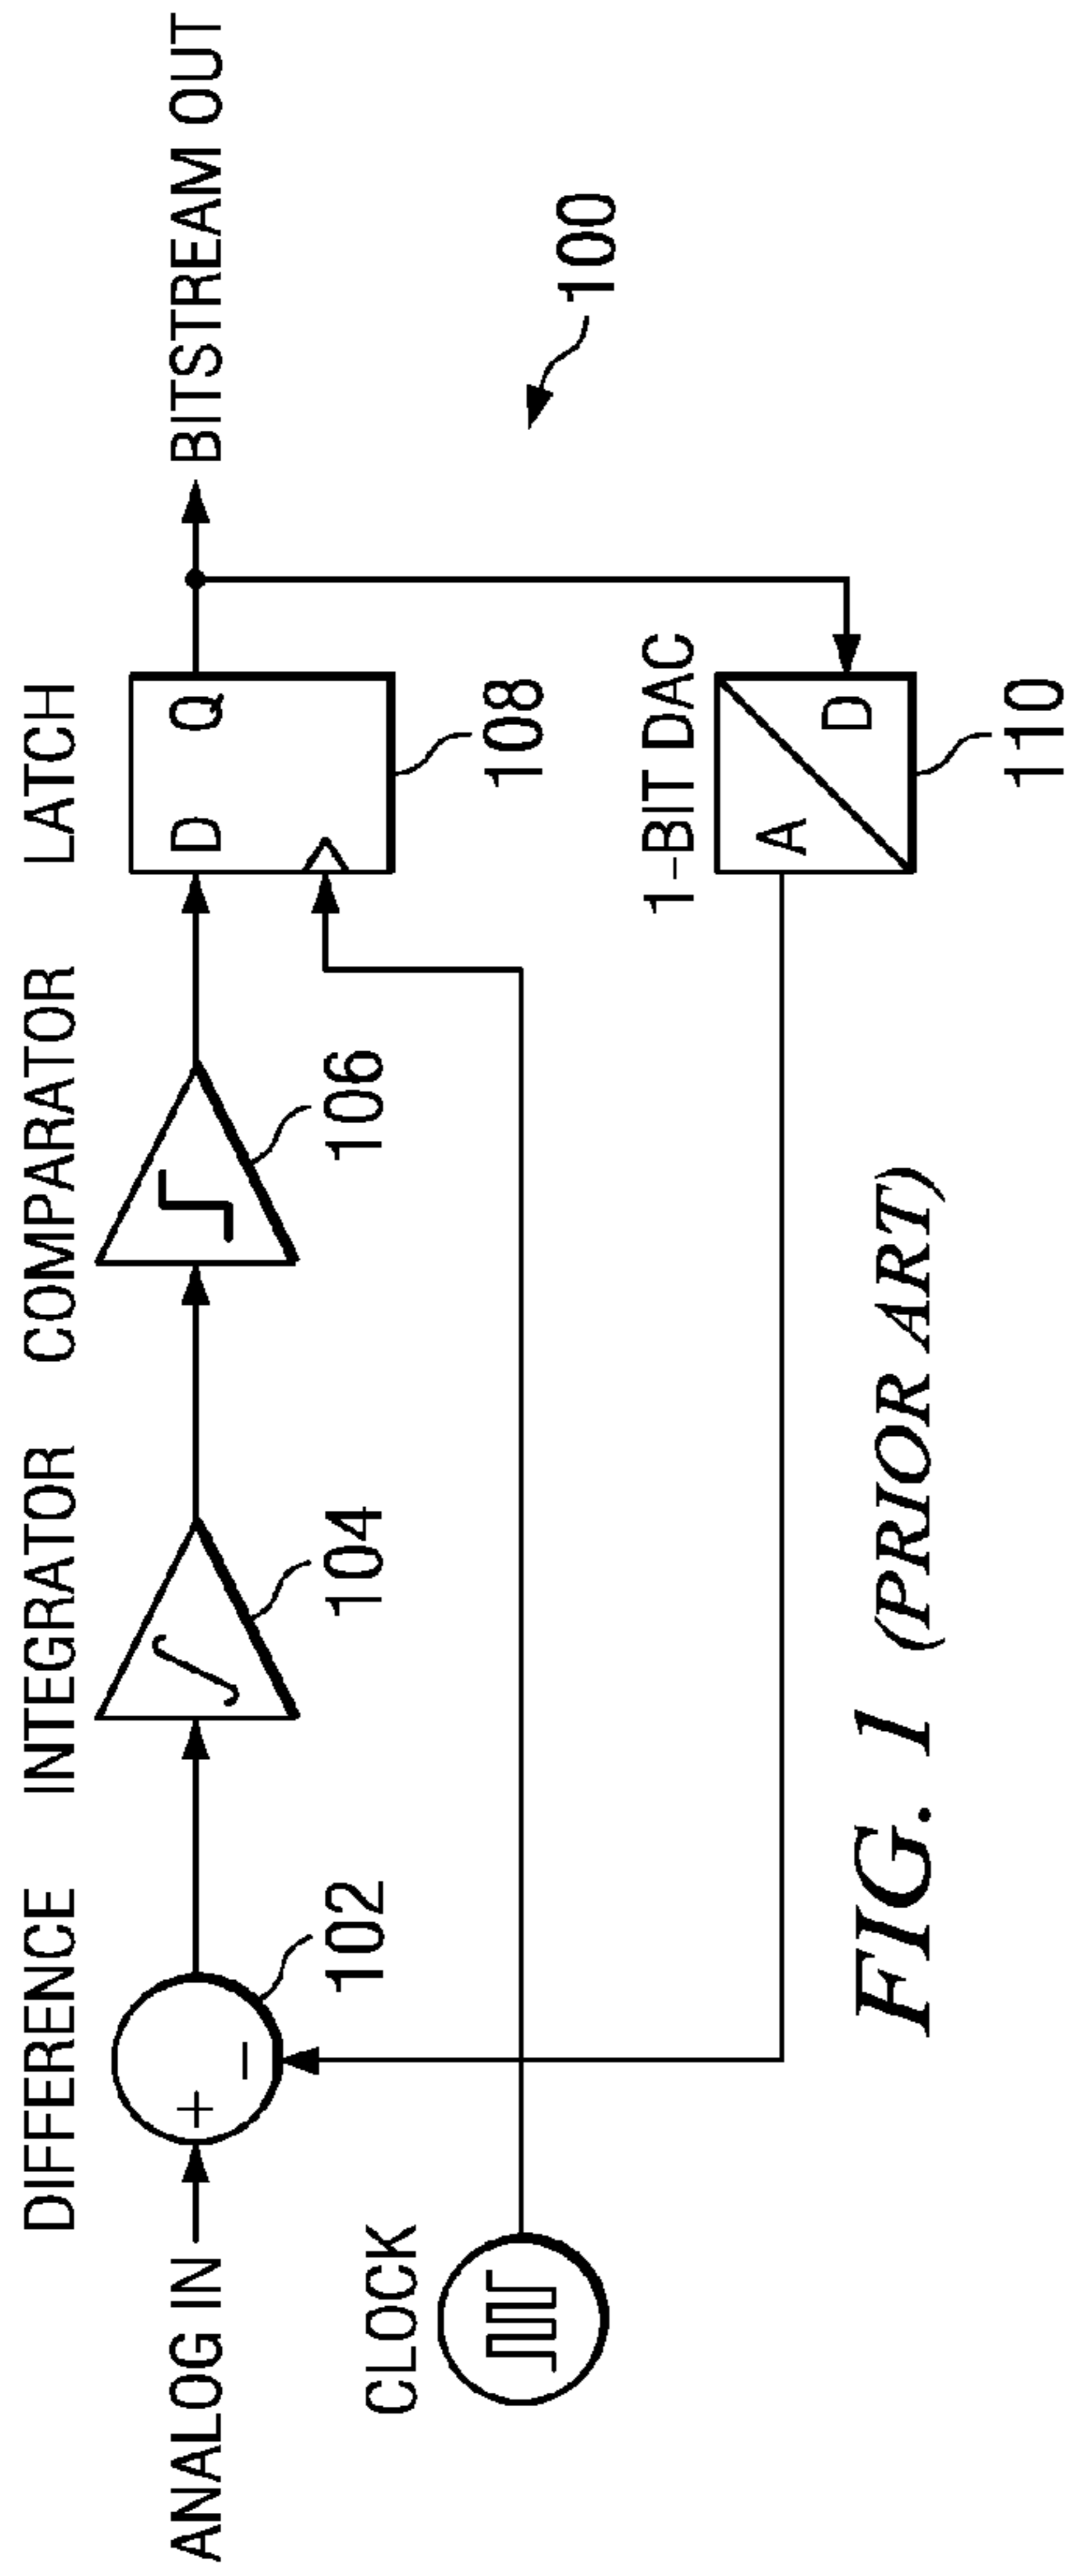 DIFFERENCE INTEGRATOR COMPARATOR LATCH
ANALOG IN + − D Q BITSTREAM OUT
102 104 106 108
CLOCK
100
1-BIT DAC
A D
110
FIG. 1 (PRIOR ART)